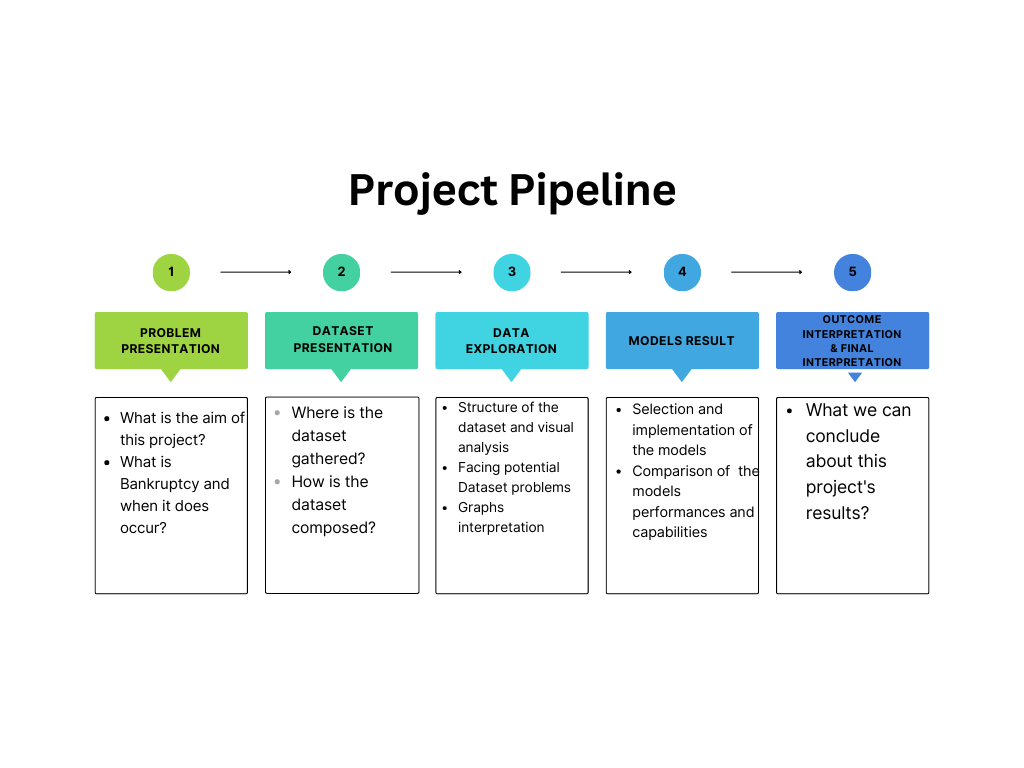 Project Pipeline
1
2
3
4
5
PROBLEM
PRESENTATION
DATASET
PRESENTATION
DATA
EXPLORATION
MODELS RESULT
OUTCOME
INTERPRETATION
& FINAL
INTERPRETATION
• What is the aim of
this project?
• What is
Bankruptcy and
when it does
occur?
• Where is the
dataset
gathered?
• How is the
dataset
composed?
• Structure of the
dataset and visual
analysis
• Facing potential
Dataset problems
• Graphs
interpretation
• Selection and
implementation of
the models
• Comparison of  the
models
performances and
capabilities
• What we can
conclude
about this
project's
results?